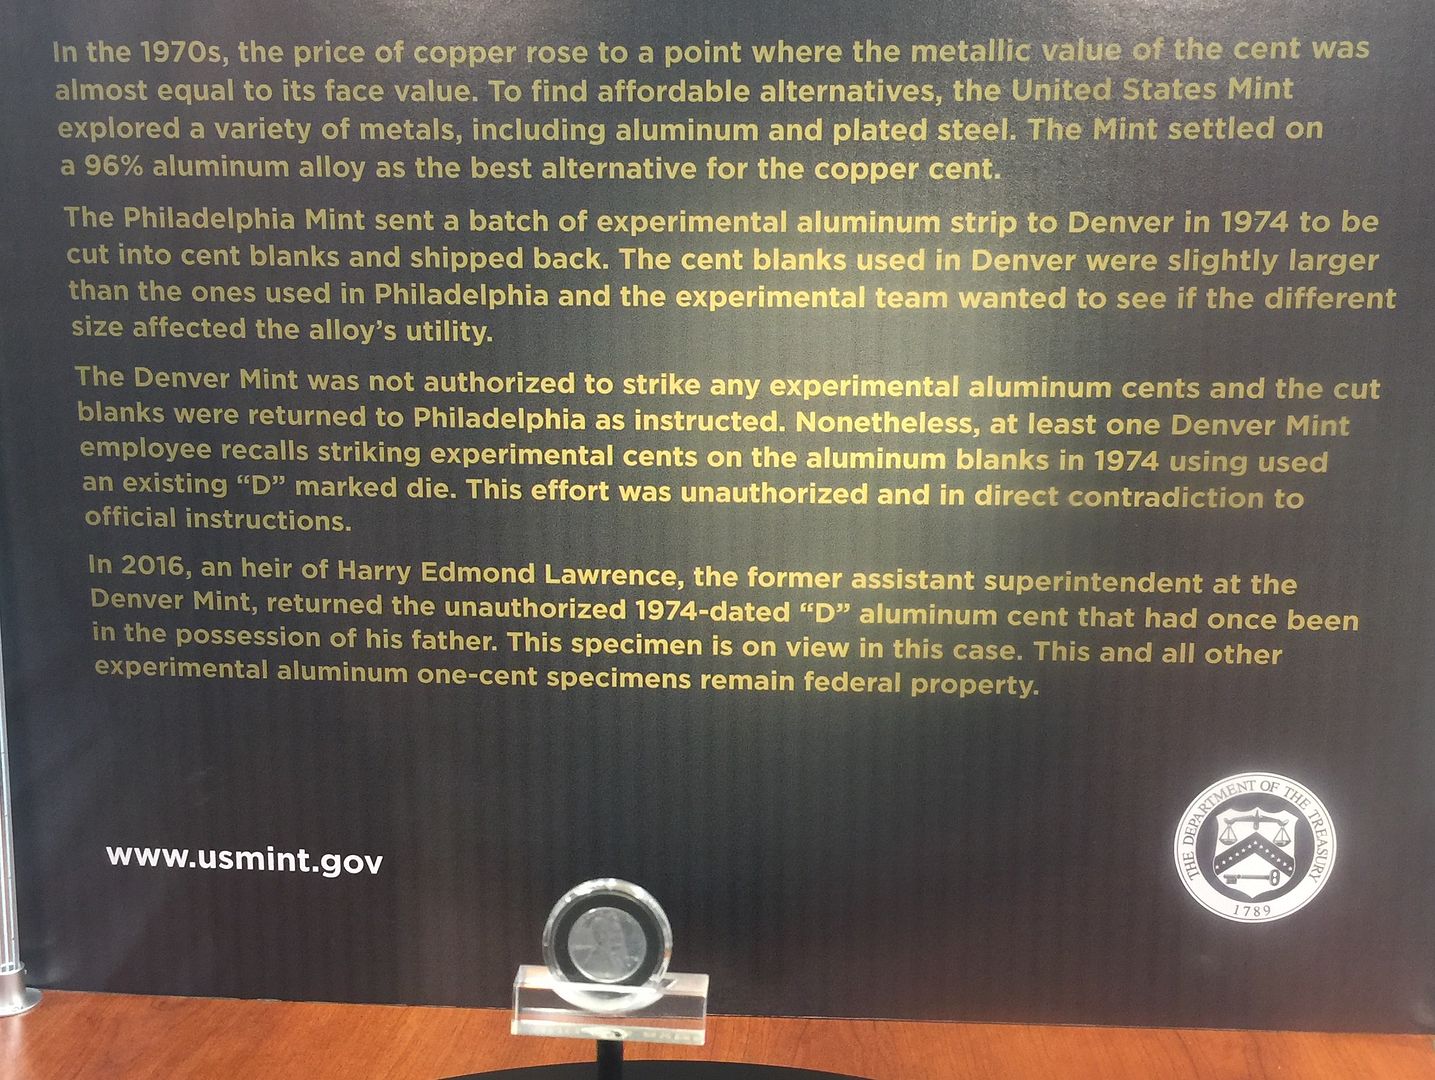 In the 1970s, the price of copper rose to a point where the metallic value of the cent was
almost equal to its face value. To find affordable alternatives, the United States Mint
explored a variety of metals, including aluminum and plated steel. The Mint settled on
a 96% aluminum alloy as the best alternative for the copper cent.
The Philadelphia Mint sent a batch of experimental aluminum strip to Denver in 1974 to be
cut into cent blanks and shipped back. The cent blanks used in Denver were slightly larger
than the ones used in Philadelphia and the experimental team wanted to see if the different
size affected the alloy’s utility.
The Denver Mint was not authorized to strike any experimental aluminum cents and the cut
blanks were returned to Philadelphia as instructed. Nonetheless, at least one Denver Mint
employee recalls striking experimental cents on the aluminum blanks in 1974 using used
an existing “D” marked die. This effort was unauthorized and in direct contradiction to
official instructions.
In 2016, an heir of Harry Edmond Lawrence, the former assistant superintendent at the
Denver Mint, returned the unauthorized 1974-dated “D” aluminum cent that had once been
in the possession of his father. This specimen is on view in this case. This and all other
experimental aluminum one-cent specimens remain federal property.
www.usmint.gov
THE DEPARTMENT OF THE TREASURY
1789